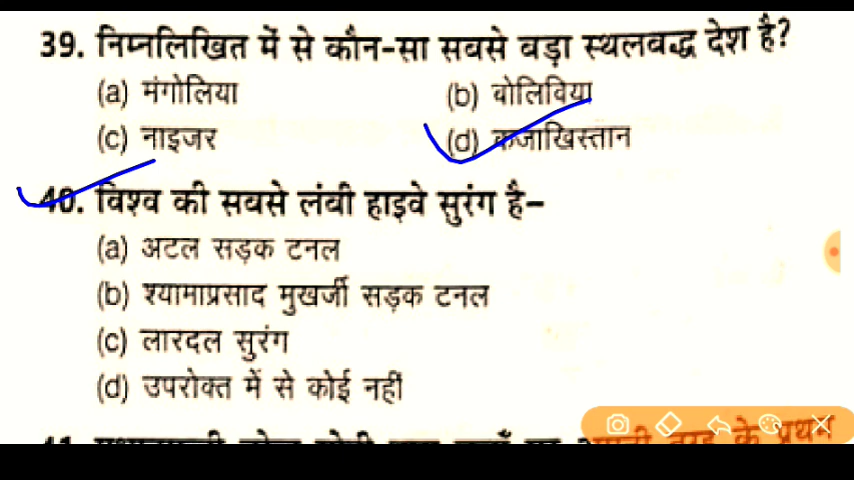 39. निम्नलिखित में से कौन-सा सबसे बड़ा स्थलबद्ध देश है?
(a) मंगोलिया (b) बोलिविया
(c) नाइजर (d) कजाखिस्तान
40. विश्व की सबसे लंबी हाइवे सुरंग है–
(a) अटल सड़क टनल
(b) श्यामाप्रसाद मुखर्जी सड़क टनल
(c) लारदल सुरंग
(d) उपरोक्त में से कोई नहीं
के प्रथम